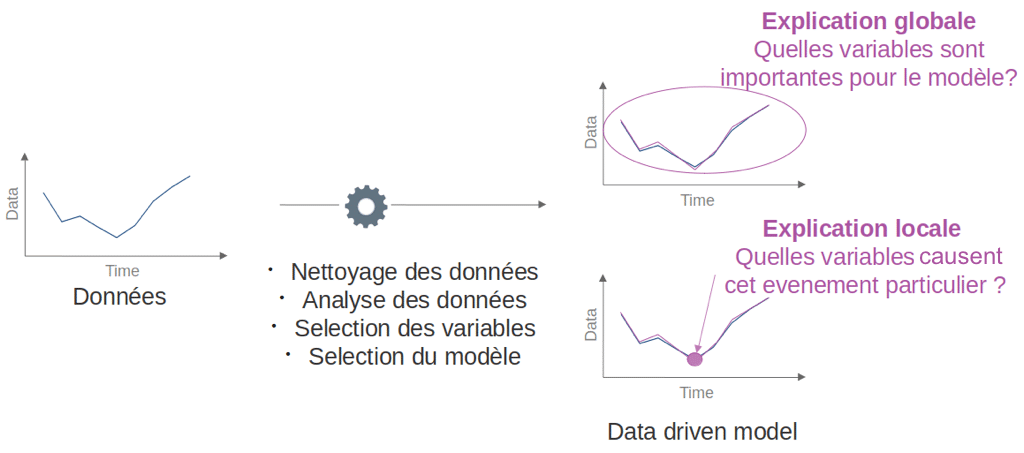 Data
Time
Données
• Nettoyage des données
• Analyse des données
• Selection des variables
• Selection du modèle
Explication globale
Quelles variables sont
importantes pour le modèle?
Data
Time
Explication locale
Quelles variables causent
cet evenement particulier ?
Data
Time
Data driven model